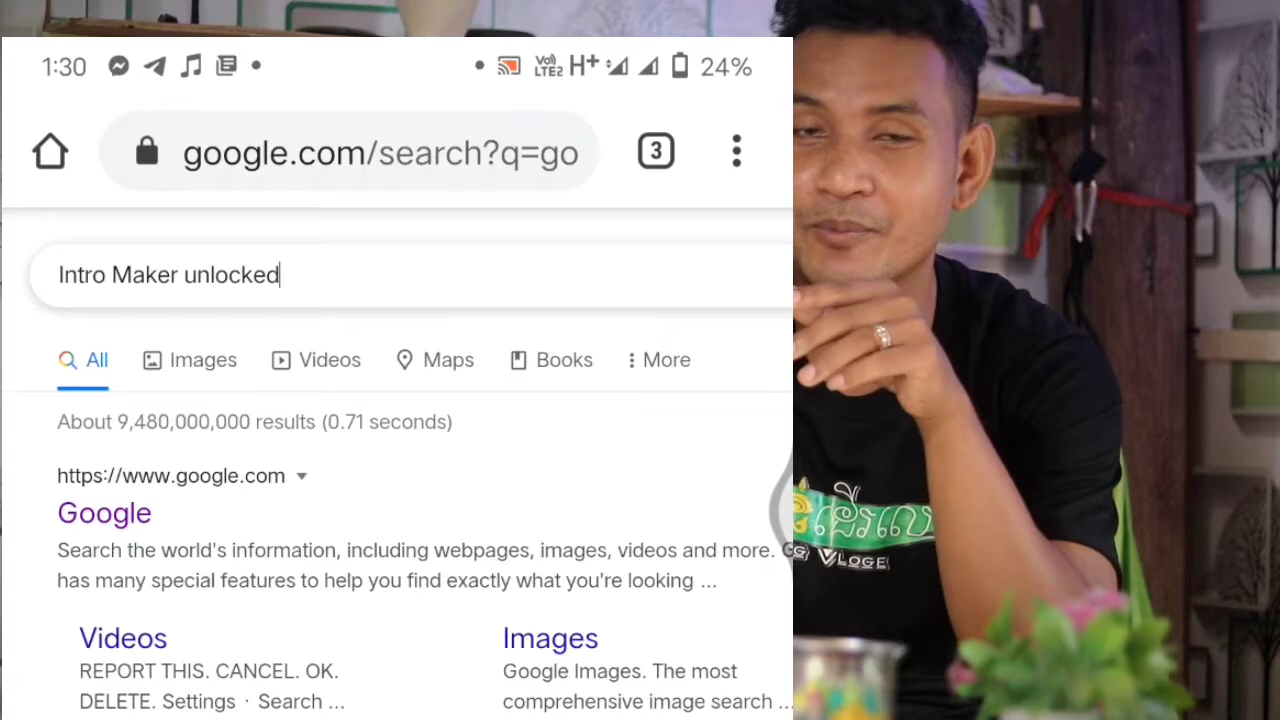 1:30
VoI) LTE2 H+ 24%
google.com/search?q=go
3
Intro Maker unlocked
All Images Videos Maps Books More
About 9,480,000,000 results (0.71 seconds)
https://www.google.com
Google
Search the world's information, including webpages, images, videos and more.
has many special features to help you find exactly what you're looking ...
Videos
Images
REPORT THIS. CANCEL. OK.
DELETE. Settings · Search ...
Google Images. The most
comprehensive image search ...